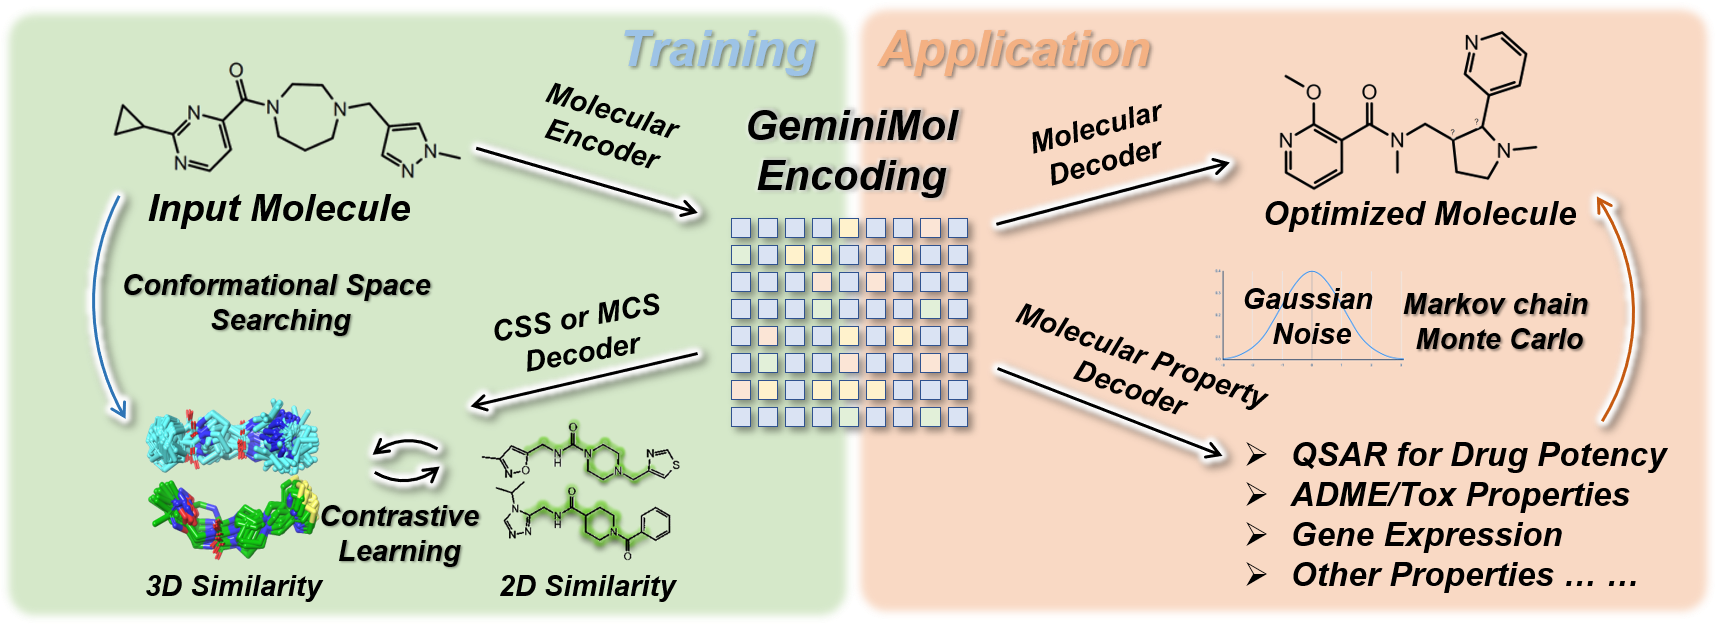 Training
Application
Molecular
Encoder
GeminiMol
Encoding
Molecular
Decoder
Input Molecule
Optimized Molecule
Conformational Space
Searching
CSS or MCS
Decoder
Molecular Property
Decoder
Gaussian
Noise
Markov chain
Monte Carlo
Contrastive
Learning
3D Similarity
2D Similarity
➢ QSAR for Drug Potency
➢ ADME/Tox Properties
➢ Gene Expression
➢ Other Properties … …